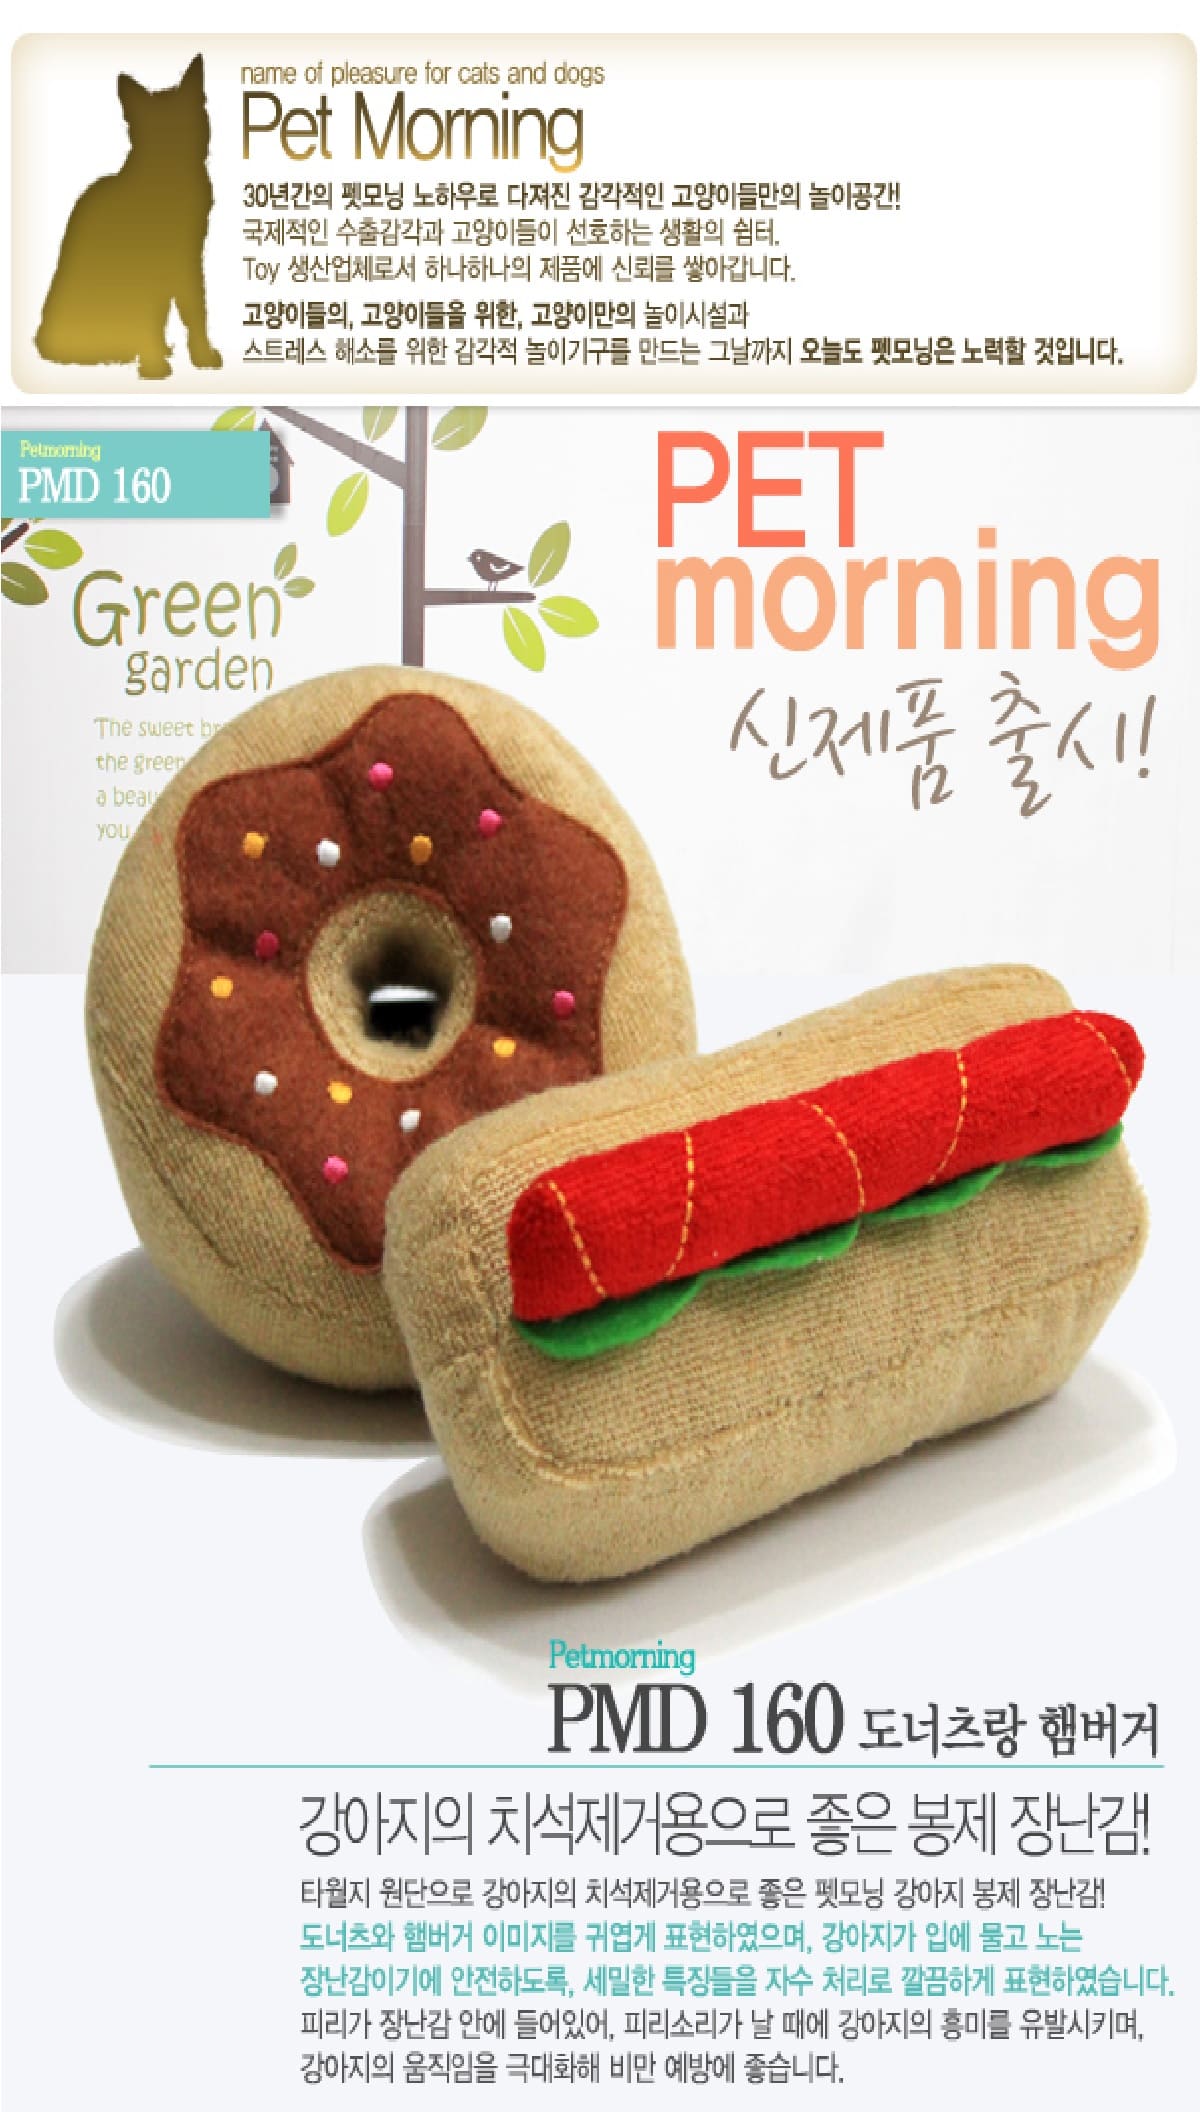 name of pleasure for cats and dogs
Pet Morning
30년간의 펫모닝 노하우로 다져진 감각적인 고양이들만의 놀이공간!
국제적인 수출감각과 고양이들이 선호하는 생활의 쉼터.
Toy 생산업체로서 하나하나의 제품에 신뢰를 쌓아갑니다.
고양이들의, 고양이들을 위한, 고양이만의 놀이시설과
스트레스 해소를 위한 감각적 놀이기구를 만드는 그날까지 오늘도 펫모닝은 노력할 것입니다.
Petmorning
PMD 160
PET
morning
신제품 출시!
Green
garden
The sweet
the green
a
you
Petmorning
PMD 160 도너츠랑 햄버거
강아지의 치석제거용으로 좋은 봉제 장난감!
타월지 원단으로 강아지의 치석제거용으로 좋은 펫모닝 강아지 봉제 장난감!
도너츠와 햄버거 이미지를 귀엽게 표현하였으며, 강아지가 입에 물고 노는
장난감이기에 안전하도록, 세밀한 특징들을 자수 처리로 깔끔하게 표현하였습니다.
피리가 장난감 안에 들어있어, 피리소리가 날 때에 강아지의 흥미를 유발시키며,
강아지의 움직임을 극대화해 비만 예방에 좋습니다.